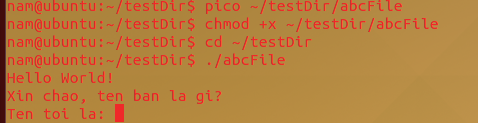 nam@ubuntu:~/testDir$ pico ~/testDir/abcFile
nam@ubuntu:~/testDir$ chmod +x ~/testDir/abcFile
nam@ubuntu:~/testDir$ cd ~/testDir
nam@ubuntu:~/testDir$ ./abcFile
Hello World!
Xin chao, ten ban la gi?
Ten toi la: